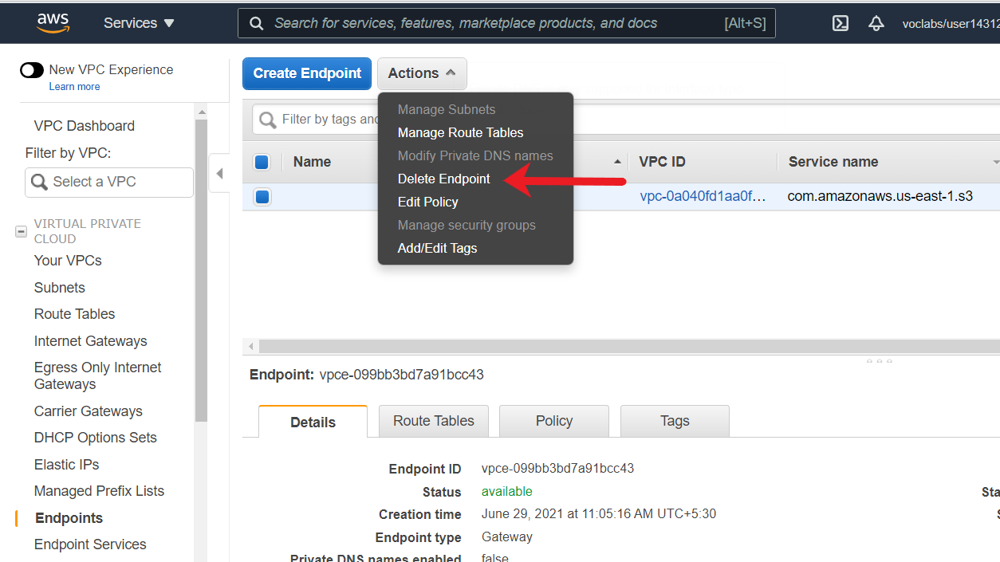 aws
Services
Search for services, features, marketplace products, and docs
[Alt+S]
voclabs/user14312
New VPC Experience
Learn more
VPC Dashboard
Filter by VPC:
Select a VPC
VIRTUAL PRIVATE
CLOUD
Your VPCs
Subnets
Route Tables
Internet Gateways
Egress Only Internet
Gateways
Carrier Gateways
DHCP Options Sets
Elastic IPs
Managed Prefix Lists
Endpoints
Endpoint Services
Create Endpoint
Actions
Manage Subnets
Manage Route Tables
Modify Private DNS names
Delete Endpoint
Edit Policy
Manage security groups
Add/Edit Tags
Filter by tags and
Name
VPC ID
Service name
vpc-0a040fd1aa0f…
com.amazonaws.us-east-1.s3
Endpoint: vpce-099bb3bd7a91bcc43
Details
Route Tables
Policy
Tags
Endpoint ID vpce-099bb3bd7a91bcc43
Status available
Sta
Creation time June 29, 2021 at 11:05:16 AM UTC+5:30
S
Endpoint type Gateway
Private DNS names enabled false